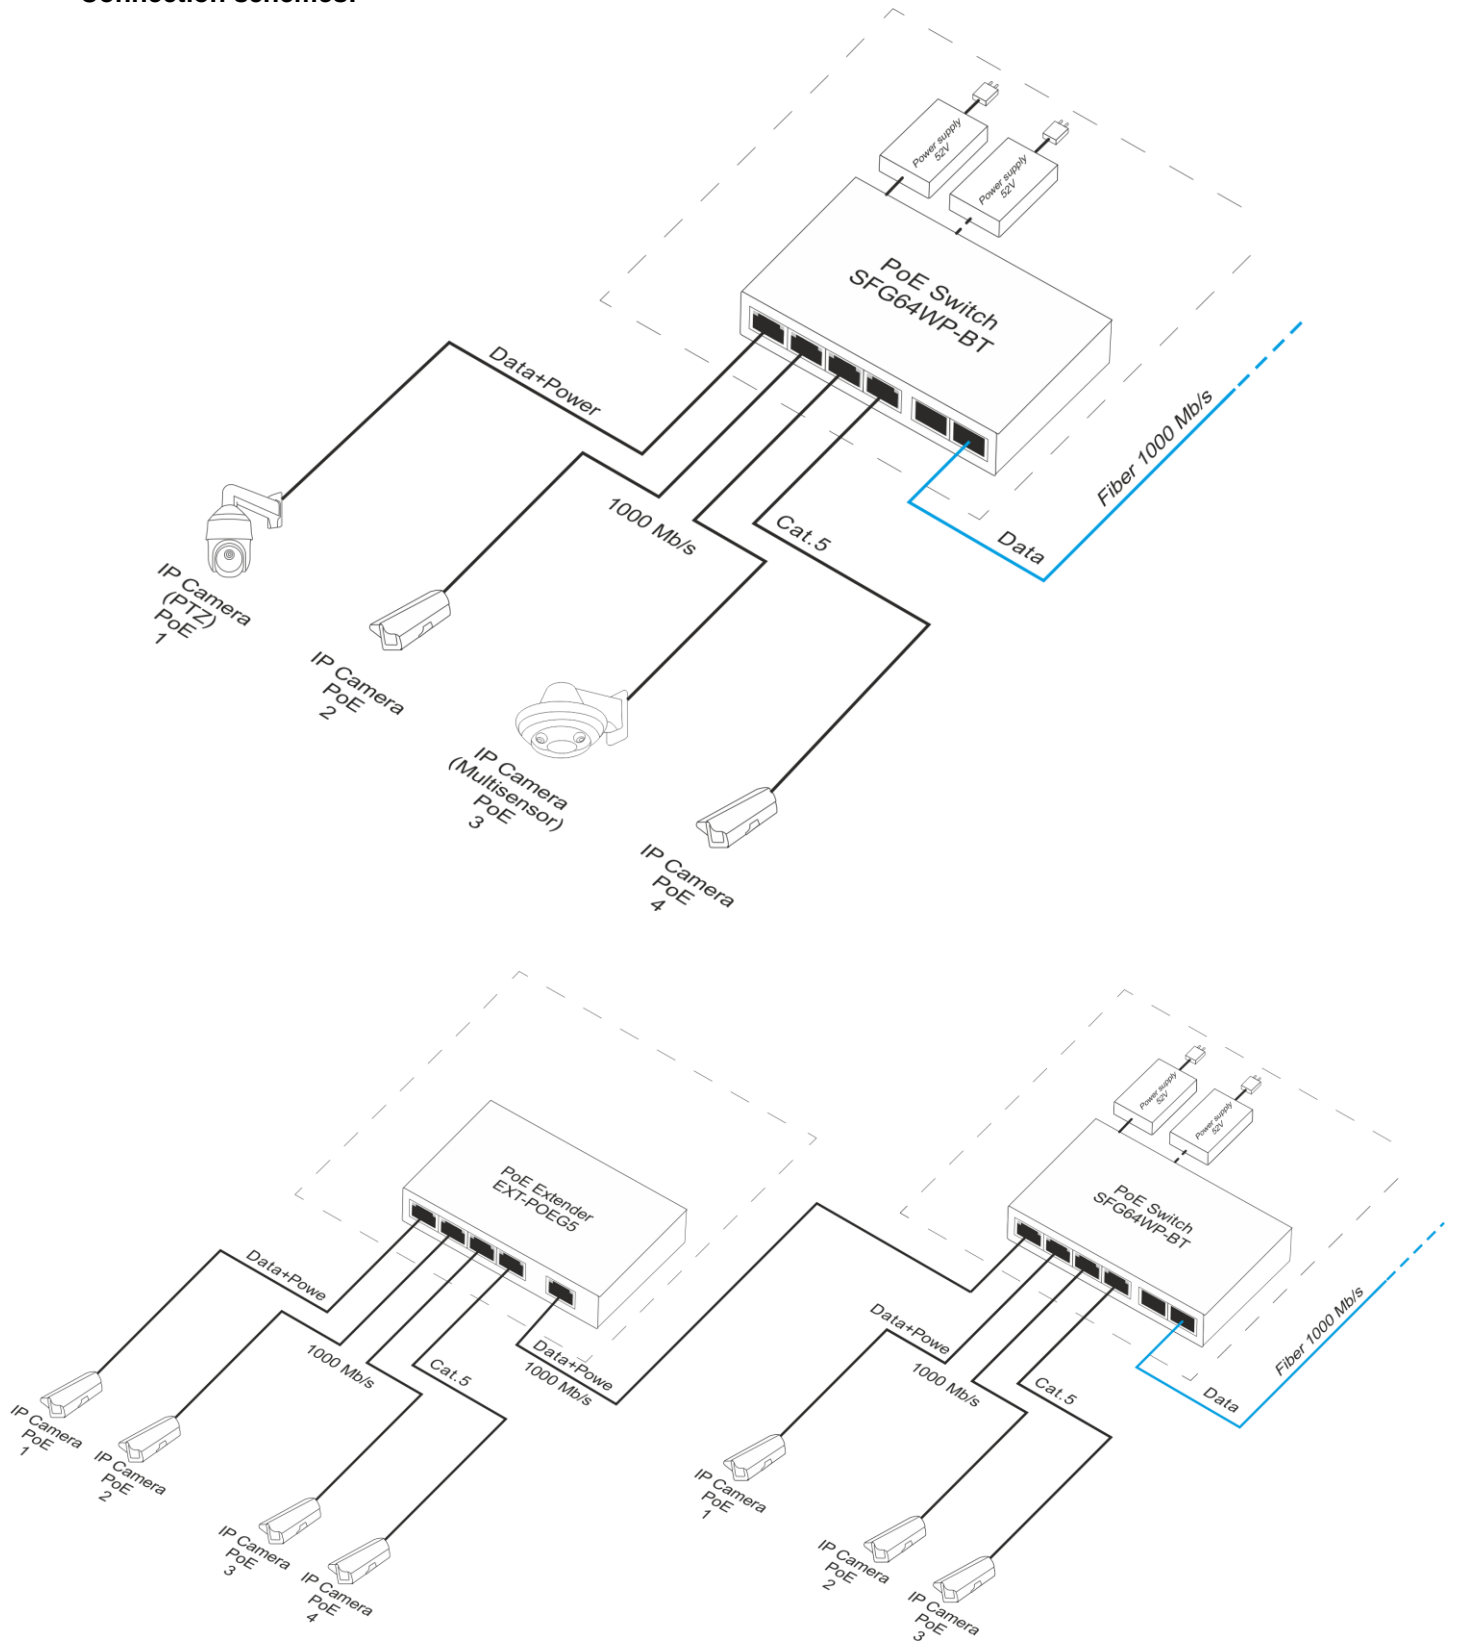 Connection schemes:
Power supply
52V
Power supply
52V
PoE Switch
SFG64WP-BT
Data+Power
1000 Mb/s
Cat.5
Data
Fiber 1000 Mb/s
IP Camera
(PTZ)
PoE
1
IP Camera
PoE
2
IP Camera
(Multisensor)
PoE
3
IP Camera
PoE
4
PoE Extender
EXT-POEG5
Data+Powe
1000 Mb/s
Cat.5
Data+Powe
1000 Mb/s
IP Camera
PoE
1
IP Camera
PoE
2
IP Camera
PoE
3
IP Camera
PoE
4
Power supply
52V
Power supply
52V
PoE Switch
SFG64WP-BT
Data+Powe
1000 Mb/s
Cat.5
Data
Fiber 1000 Mb/s
IP Camera
PoE
1
IP Camera
PoE
2
IP Camera
PoE
3